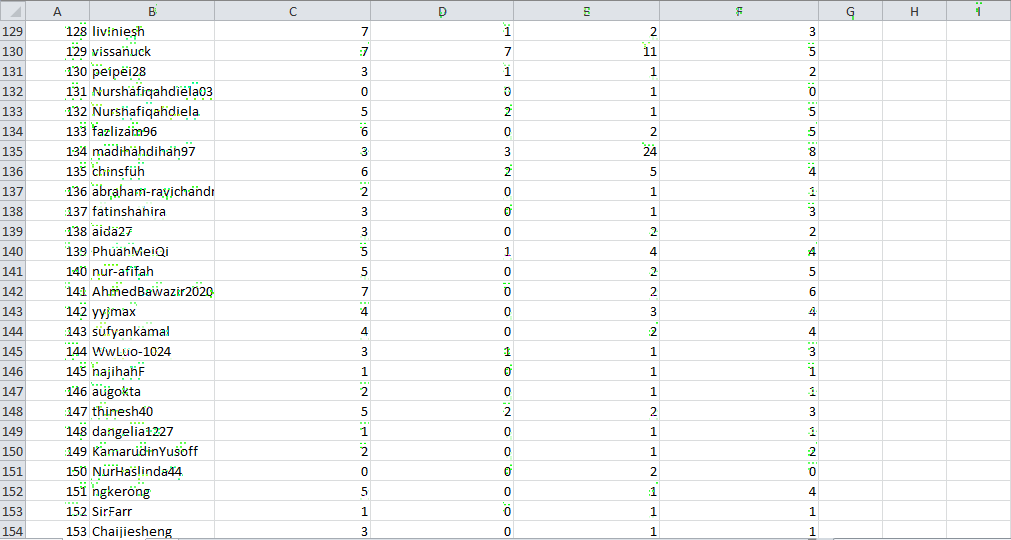 A B C D E F G H I
129 128 liviniesh 7 1 2 3
130 129 vissanuck 7 7 11 5
131 130 peipei28 3 1 1 2
132 131 Nurshafiqahdiela03 0 0 1 0
133 132 Nurshafiqahdiela 5 2 1 5
134 133 fazlizam96 6 0 2 5
135 134 madihahdihah97 3 3 24 8
136 135 chinsfuh 6 2 5 4
137 136 abraham-ravichandr 2 0 1 1
138 137 fatinshahira 3 0 1 3
139 138 aida27 3 0 2 2
140 139 PhuahMeiQi 5 1 4 4
141 140 nur-afifah 5 0 2 5
142 141 AhmedBawazir2020 7 0 2 6
143 142 yyjmax 4 0 3 4
144 143 sufyankamal 4 0 2 4
145 144 WwLuo-1024 3 1 1 3
146 145 najihahF 1 0 1 1
147 146 augokta 2 0 1 1
148 147 thinesh40 5 2 2 3
149 148 dangelia1227 1 0 1 1
150 149 KamarudinYusoff 2 0 1 2
151 150 NurHaslinda44 0 0 2 0
152 151 ngkerong 5 0 1 4
153 152 SirFarr 1 0 1 1
154 153 Chaijiesheng 3 0 1 1